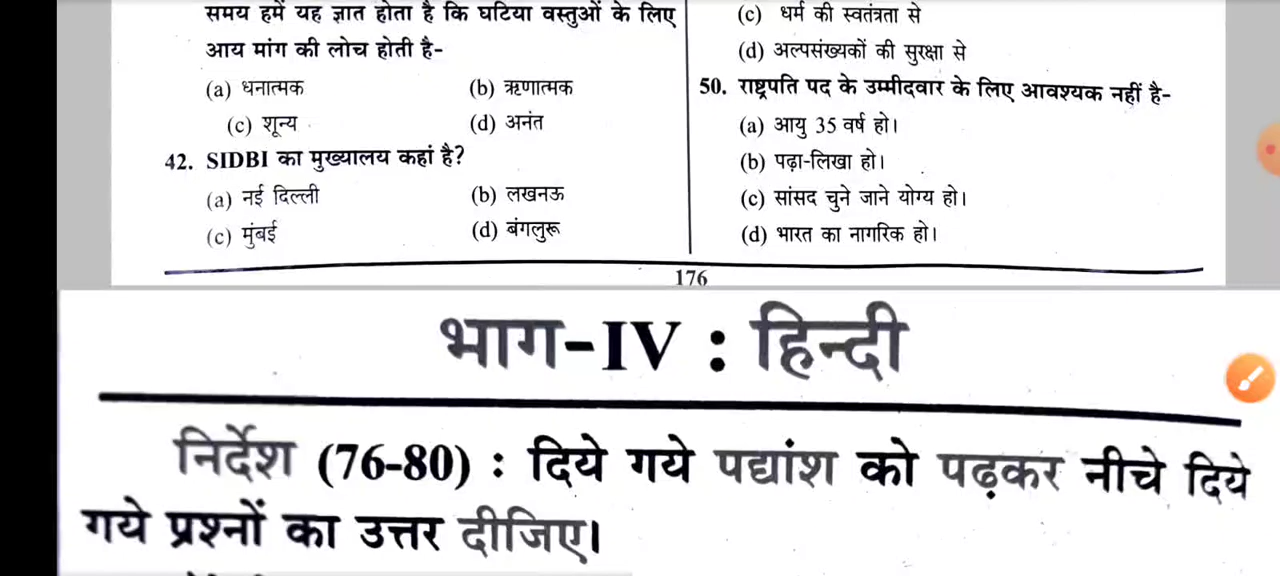 समय हमें यह ज्ञात होता है कि घटिया वस्तुओं के लिए
आय मांग की लोच होती है-
(a) धनात्मक (b) ऋणात्मक
(c) शून्य (d) अनंत
42. SIDBI का मुख्यालय कहां है?
(a) नई दिल्ली (b) लखनऊ
(c) मुंबई (d) बंगलुरू
(c) धर्म की स्वतंत्रता से
(d) अल्पसंख्यकों की सुरक्षा से
50. राष्ट्रपति पद के उम्मीदवार के लिए आवश्यक नहीं है-
(a) आयु 35 वर्ष हो।
(b) पढ़ा-लिखा हो।
(c) सांसद चुने जाने योग्य हो।
(d) भारत का नागरिक हो।
176
भाग-IV : हिन्दी
निर्देश (76-80) : दिये गये पद्यांश को पढ़कर नीचे दिये
गये प्रश्नों का उत्तर दीजिए।